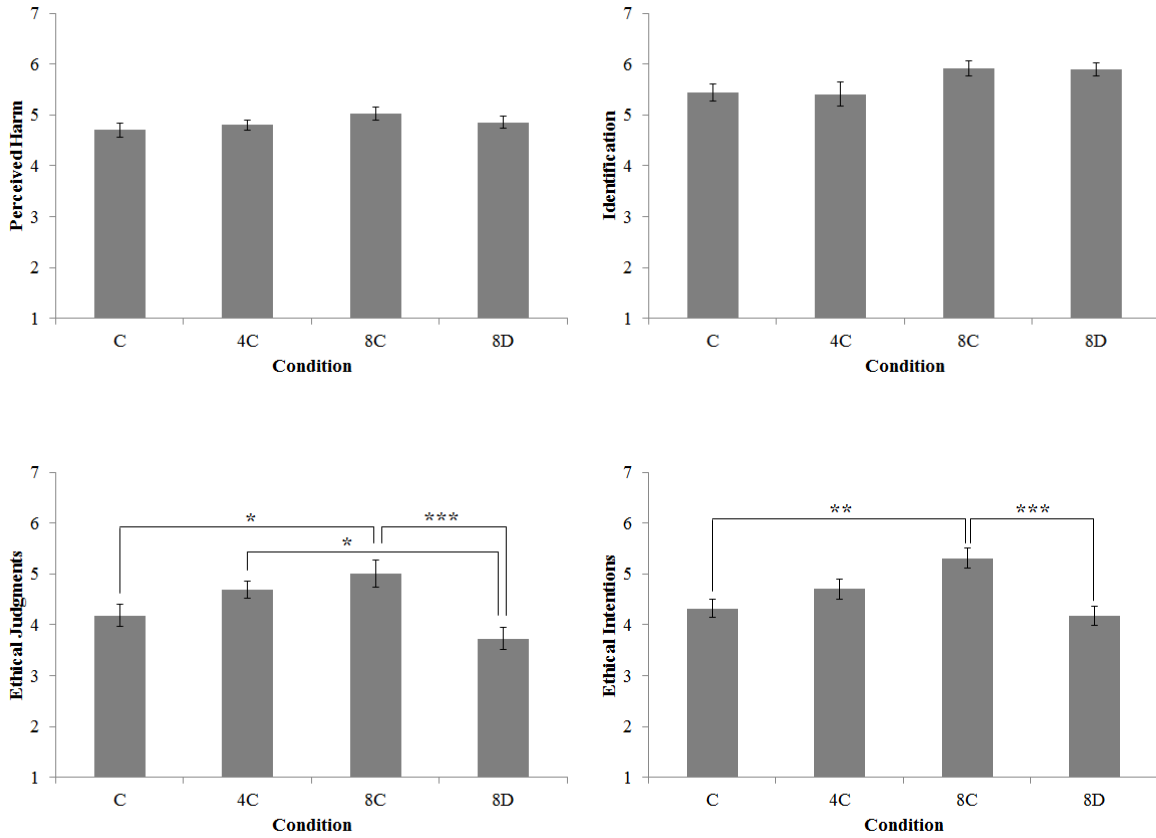 7
6
5
4
3
2
1
Perceived Harm
C 4C 8C 8D
Condition
7
6
5
4
3
2
1
Identification
C 4C 8C 8D
Condition
7
6
5
4
3
2
1
Ethical Judgments
* ***
*
C 4C 8C 8D
Condition
7
6
5
4
3
2
1
Ethical Intentions
** ***
C 4C 8C 8D
Condition